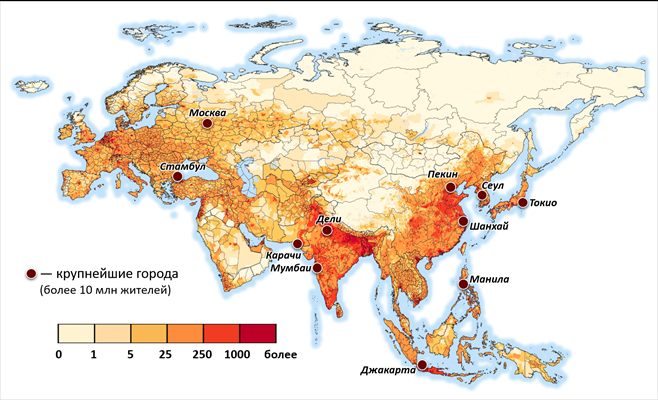 Москва
Стамбул
Пекин
Сеул
Токио
Дели
Шанхай
Карачи
Мумбаи
● — крупнейшие города
(более 10 млн жителей)
Манила
0 1 5 25 250 1000 более
Джакарта